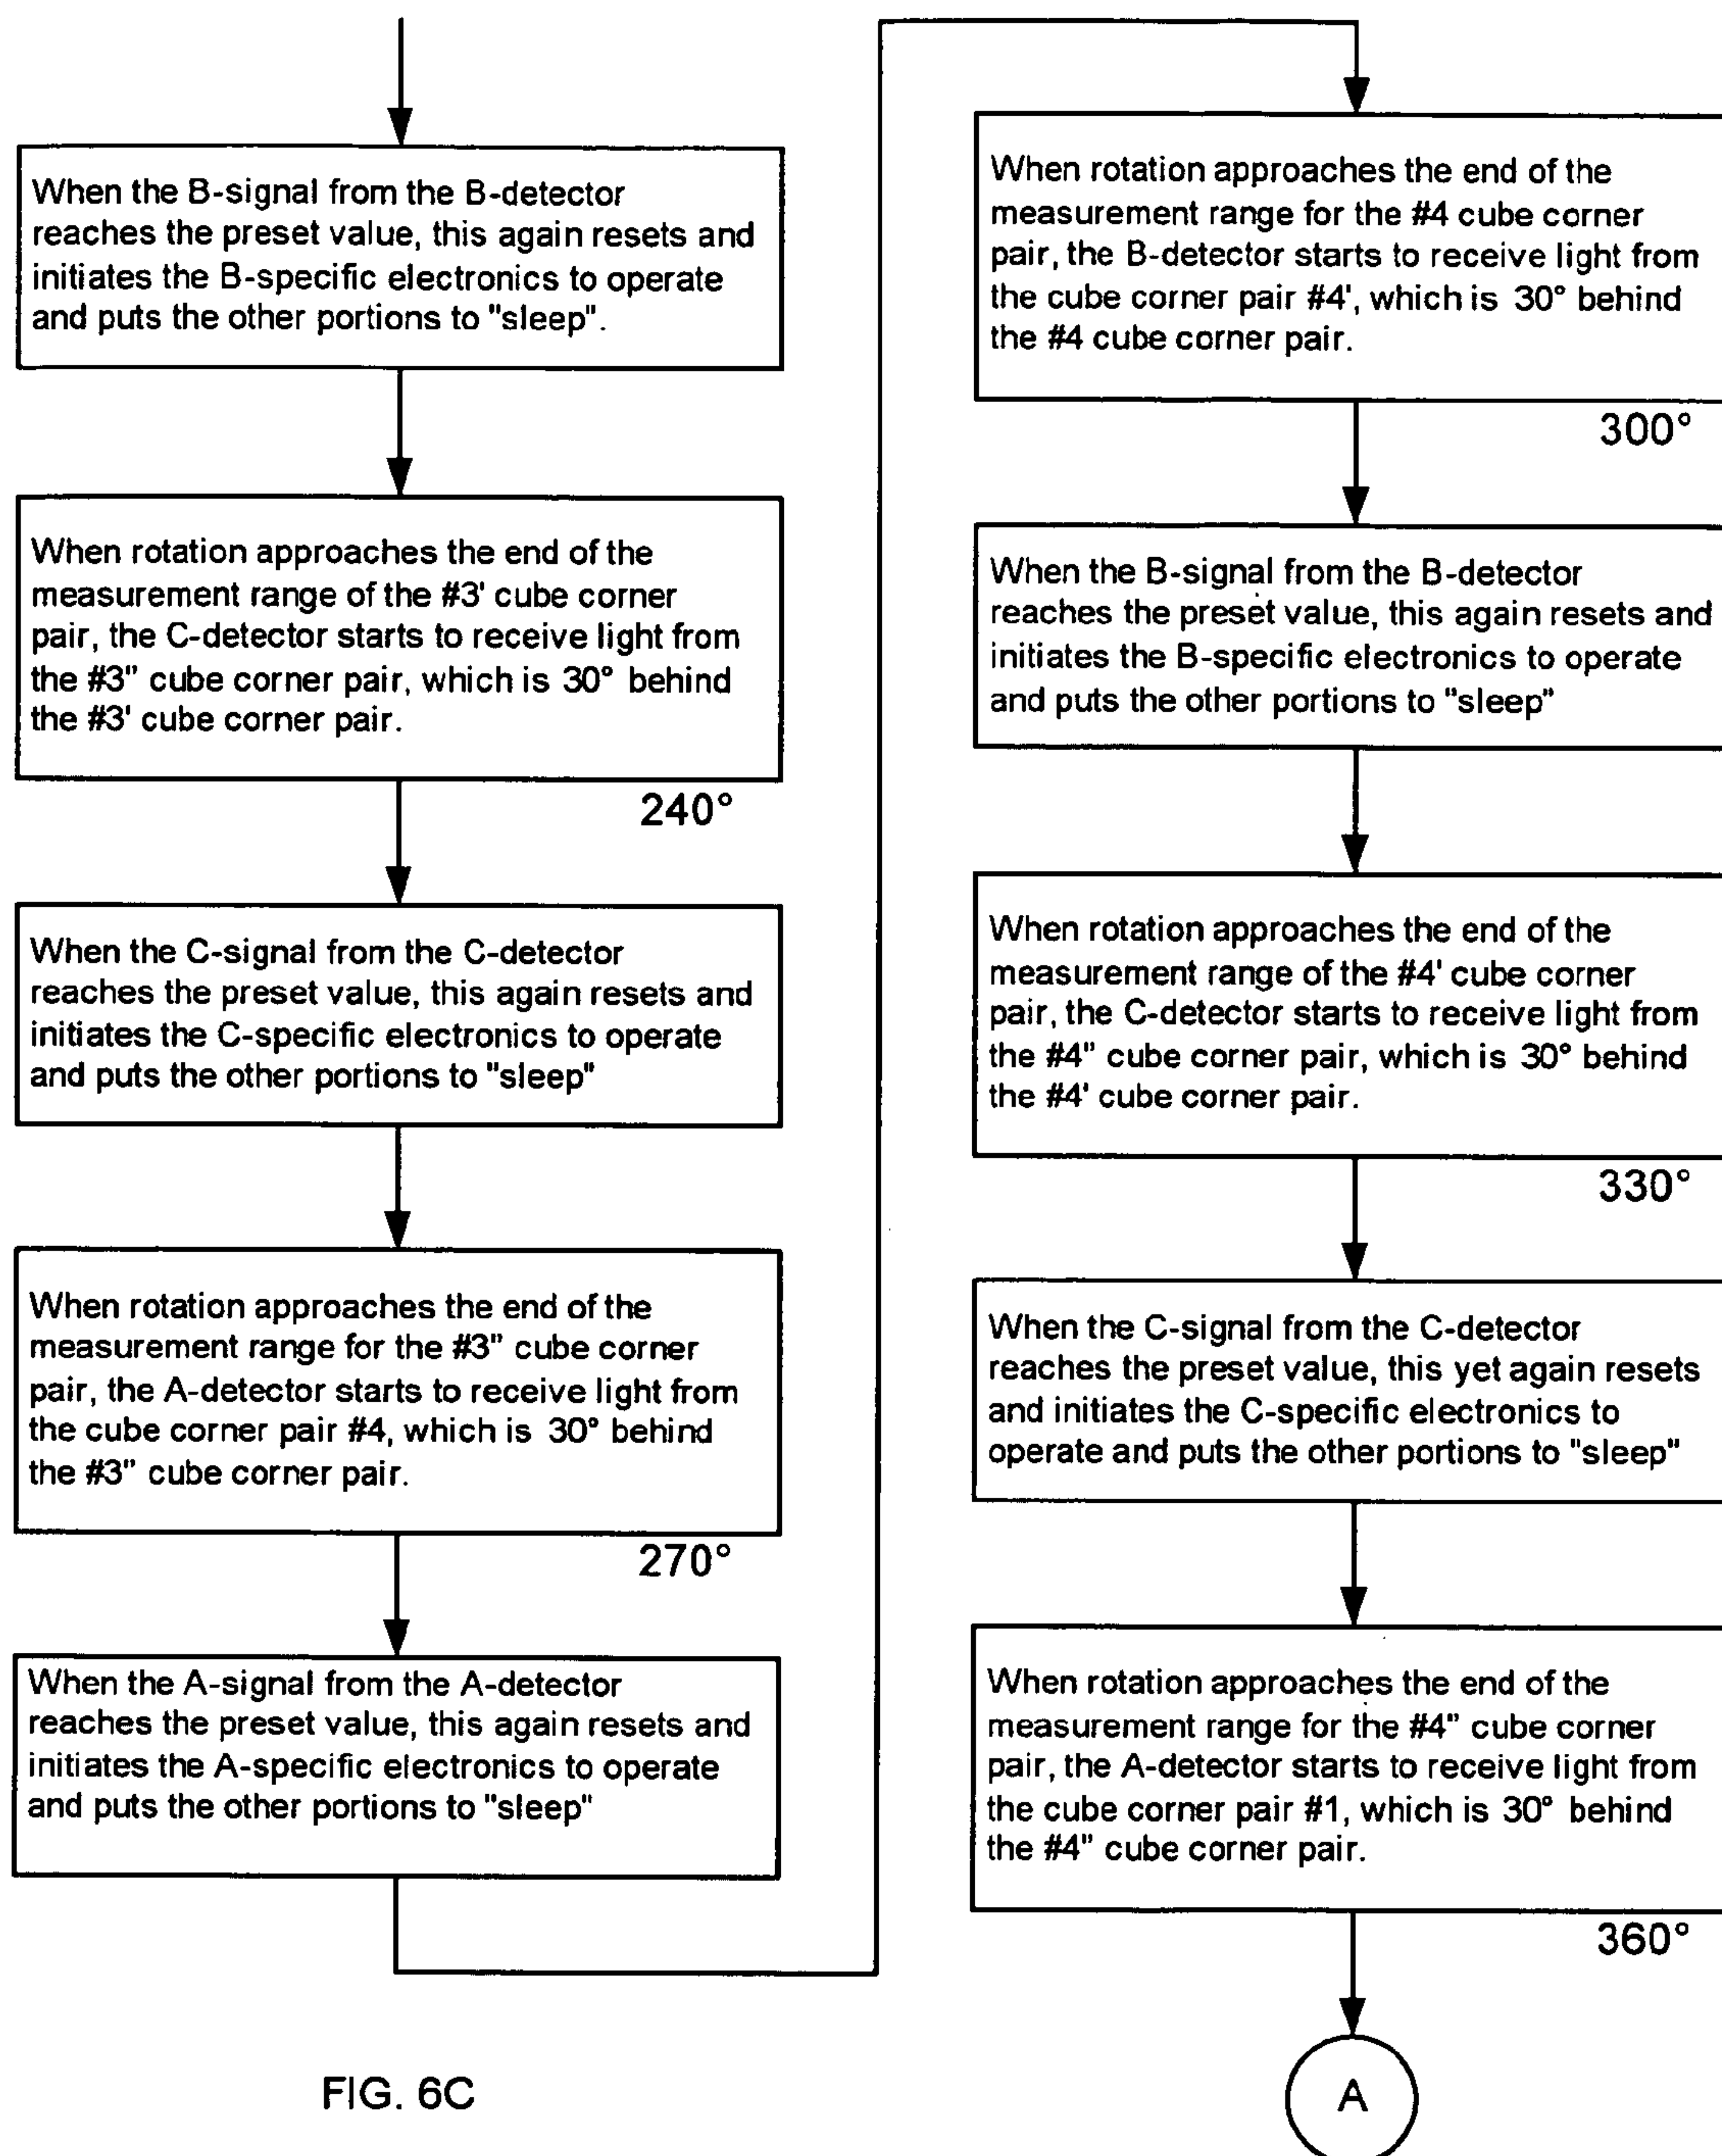 When the B-signal from the B-detector
reaches the preset value, this again resets and
initiates the B-specific electronics to operate
and puts the other portions to "sleep".
When rotation approaches the end of the
measurement range of the #3' cube corner
pair, the C-detector starts to receive light from
the #3" cube corner pair, which is 30° behind
the #3' cube corner pair.
240°
When the C-signal from the C-detector
reaches the preset value, this again resets and
initiates the C-specific electronics to operate
and puts the other portions to "sleep"
When rotation approaches the end of the
measurement range for the #3" cube corner
pair, the A-detector starts to receive light from
the cube corner pair #4, which is 30° behind
the #3" cube corner pair.
270°
When the A-signal from the A-detector
reaches the preset value, this again resets and
initiates the A-specific electronics to operate
and puts the other portions to "sleep"
When rotation approaches the end of the
measurement range for the #4 cube corner
pair, the B-detector starts to receive light from
the cube corner pair #4', which is 30° behind
the #4 cube corner pair.
300°
When the B-signal from the B-detector
reaches the preset value, this again resets and
initiates the B-specific electronics to operate
and puts the other portions to "sleep"
When rotation approaches the end of the
measurement range of the #4' cube corner
pair, the C-detector starts to receive light from
the #4" cube corner pair, which is 30° behind
the #4' cube corner pair.
330°
When the C-signal from the C-detector
reaches the preset value, this yet again resets
and initiates the C-specific electronics to
operate and puts the other portions to "sleep"
When rotation approaches the end of the
measurement range for the #4" cube corner
pair, the A-detector starts to receive light from
the cube corner pair #1, which is 30° behind
the #4" cube corner pair.
360°
A
FIG. 6C